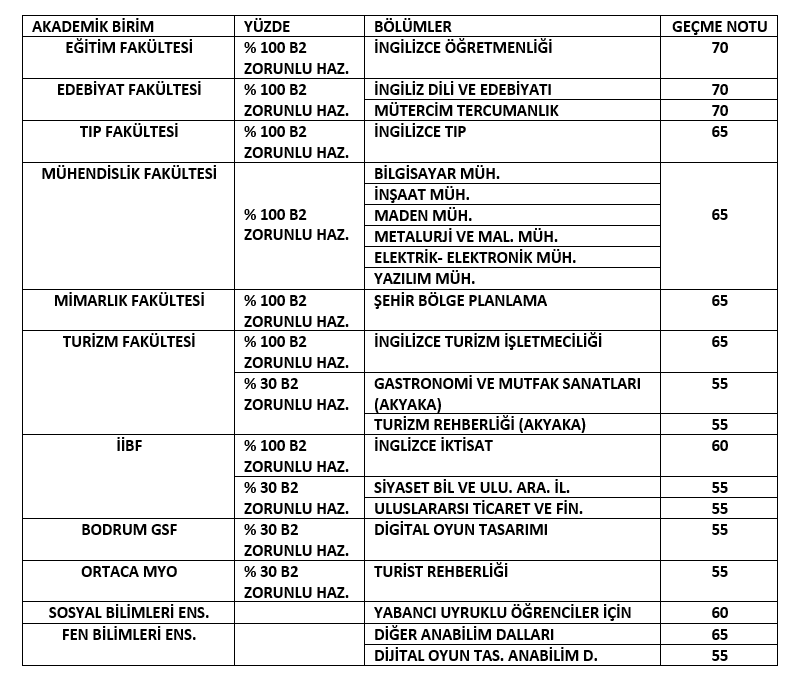 AKADEMİK BİRİM YÜZDE BÖLÜMLER GEÇME NOTU
EĞİTİM FAKÜLTESİ % 100 B2 İNGİLİZCE ÖĞRETMENLİĞİ 70
ZORUNLU HAZ.
EDEBİYAT FAKÜLTESİ % 100 B2 İNGİLİZ DİLİ VE EDEBİYATI 70
ZORUNLU HAZ. MÜTERCİM TERCUMANLIK 70
TIP FAKÜLTESİ % 100 B2 İNGİLİZCE TIP 65
ZORUNLU HAZ.
MÜHENDİSLİK FAKÜLTESİ BİLGİSAYAR MÜH.
İNŞAAT MÜH.
% 100 B2 MADEN MÜH. 65
ZORUNLU HAZ. METALURJİ VE MAL. MÜH.
ELEKTRİK- ELEKTRONİK MÜH.
YAZILIM MÜH.
MİMARLIK FAKÜLTESİ % 100 B2 ŞEHİR BÖLGE PLANLAMA 65
ZORUNLU HAZ.
TURİZM FAKÜLTESİ % 100 B2 İNGİLİZCE TURİZM İŞLETMECİLİĞİ 65
ZORUNLU HAZ.
% 30 B2 GASTRONOMİ VE MUTFAK SANATLARI 55
ZORUNLU HAZ. (AKYAKA)
TURİZM REHBERLİĞİ (AKYAKA) 55
İİBF % 100 B2 İNGLİZCE İKTİSAT 60
ZORUNLU HAZ.
% 30 B2 SİYASET BİL VE ULU. ARA. İL. 55
ZORUNLU HAZ. ULUSLARARSI TİCARET VE FİN. 55
BODRUM GSF % 30 B2 DİGİTAL OYUN TASARIMI 55
ZORUNLU HAZ.
ORTACA MYO % 30 B2 TURİST REHBERLİĞİ 55
ZORUNLU HAZ.
SOSYAL BİLİMLERİ ENS. YABANCI UYRUKLU ÖĞRENCİLER İÇİN 60
FEN BİLİMLERİ ENS. DİĞER ANABİLİM DALLARI 65
DİJİTAL OYUN TAS. ANABİLİM D. 55